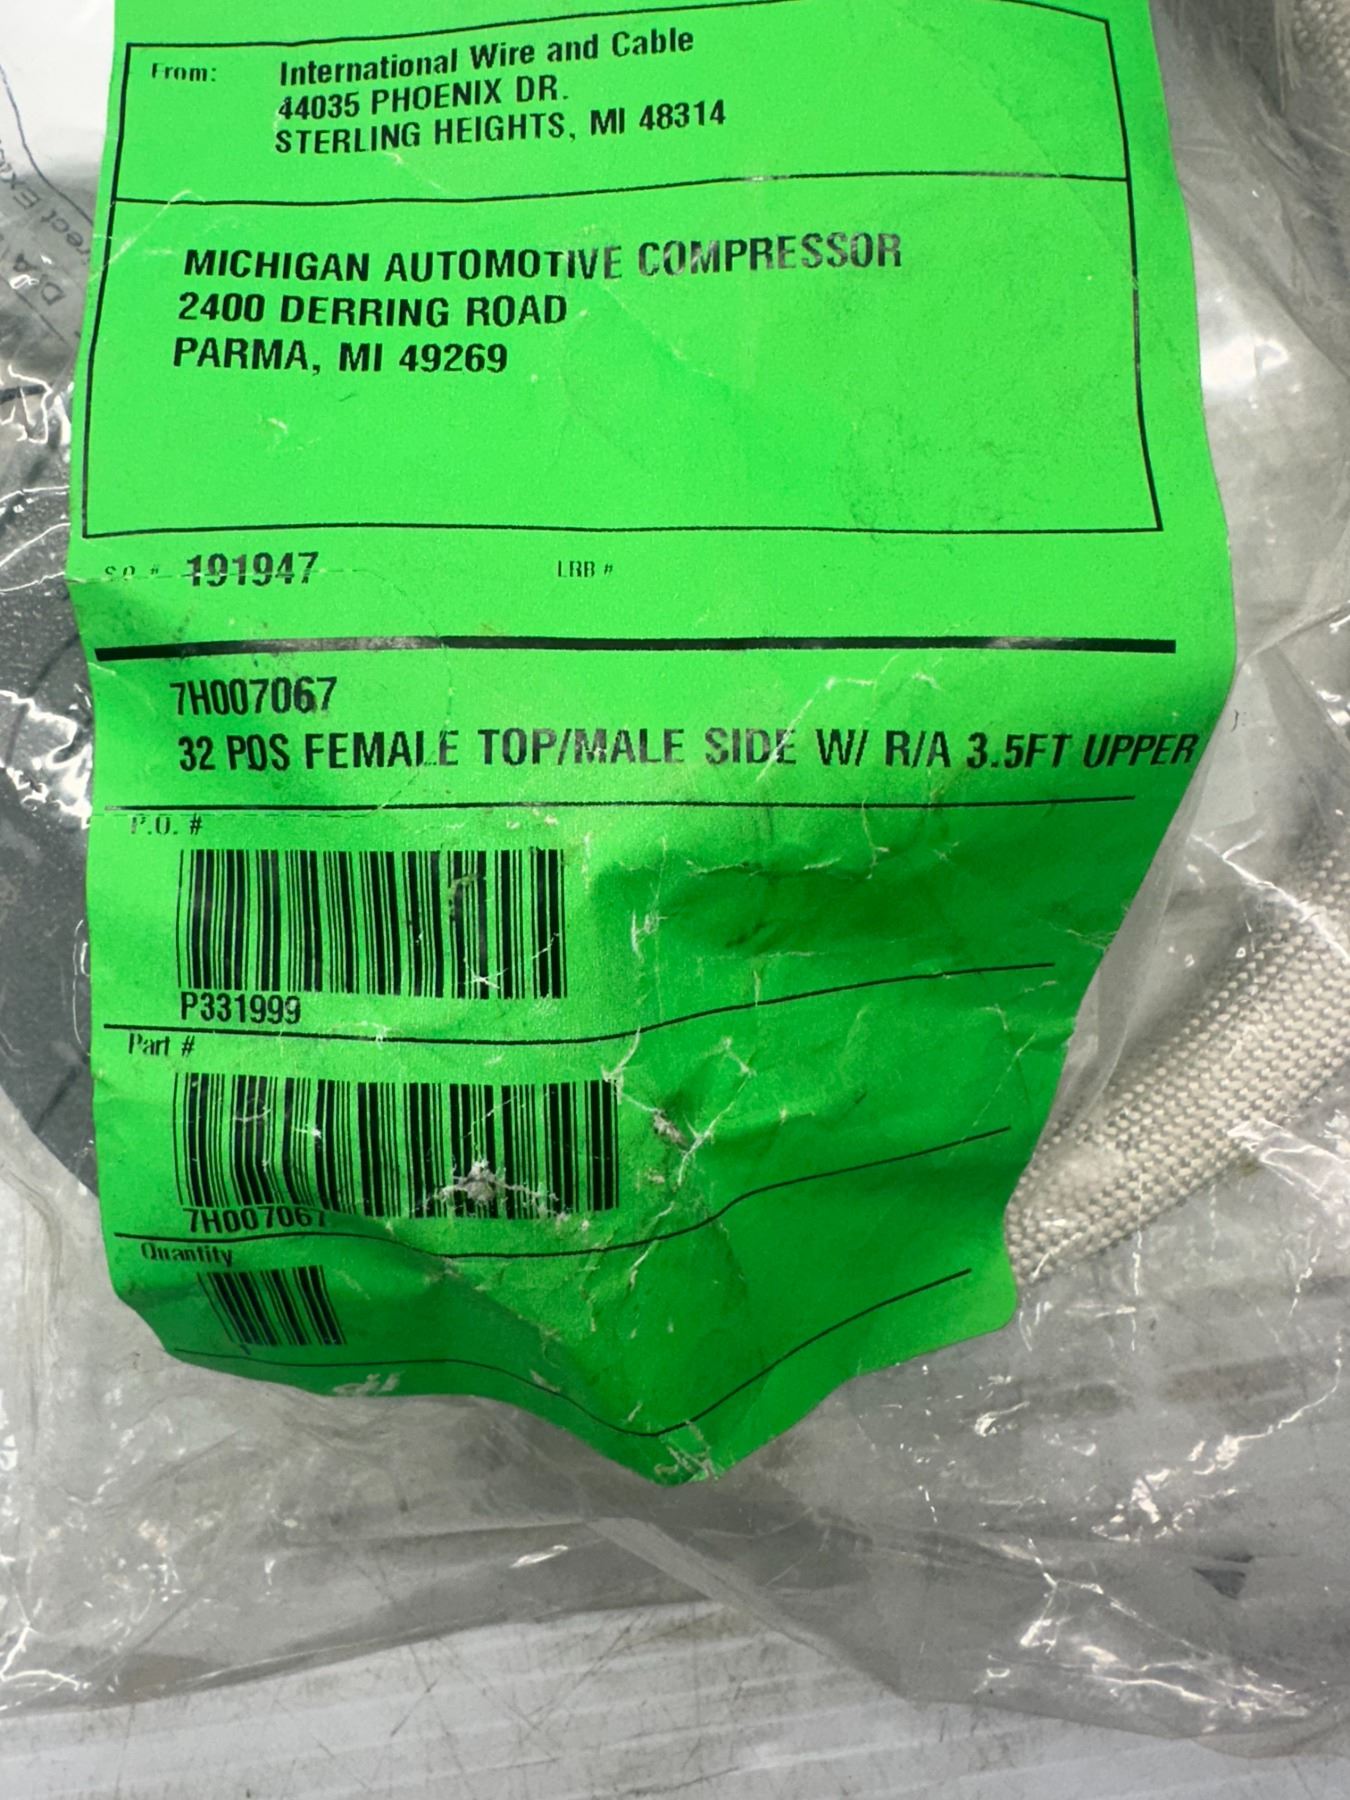 From: International Wire and Cable
44035 PHOENIX DR.
STERLING HEIGHTS, MI 48314
MICHIGAN AUTOMOTIVE COMPRESSOR
2400 DERRING ROAD
PARMA, MI 49269
S.O. # 191947 LRB #
7H007067
32 POS FEMALE TOP/MALE SIDE W/ R/A 3.5FT UPPER
P.O. #
P331999
Part #
7H007067
Quantity